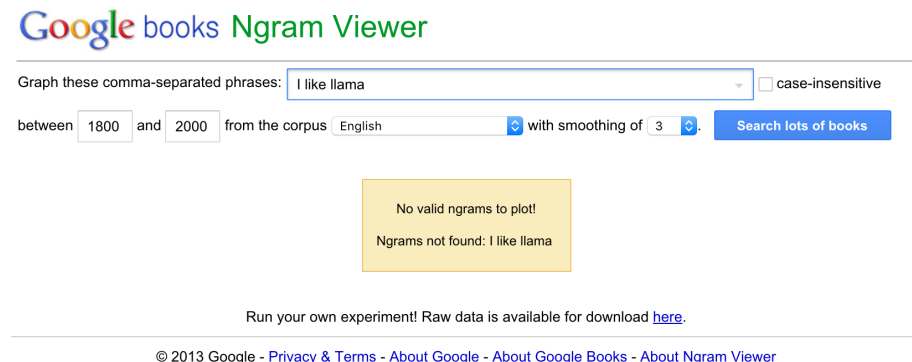 Google books Ngram Viewer
Graph these comma-separated phrases: I like llama case-insensitive
between 1800 and 2000 from the corpus English with smoothing of 3 . Search lots of books
No valid ngrams to plot!
Ngrams not found: I like llama
Run your own experiment! Raw data is available for download here.
© 2013 Google - Privacy & Terms - About Google - About Google Books - About Ngram Viewer